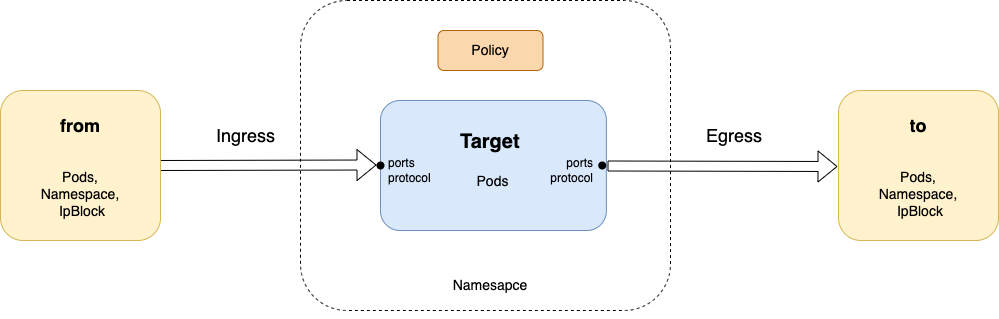 Policy
from
Pods,
Namespace,
IpBlock
Ingress
Target
Pods
ports
protocol
ports
protocol
Egress
to
Pods,
Namespace,
IpBlock
Namesapce